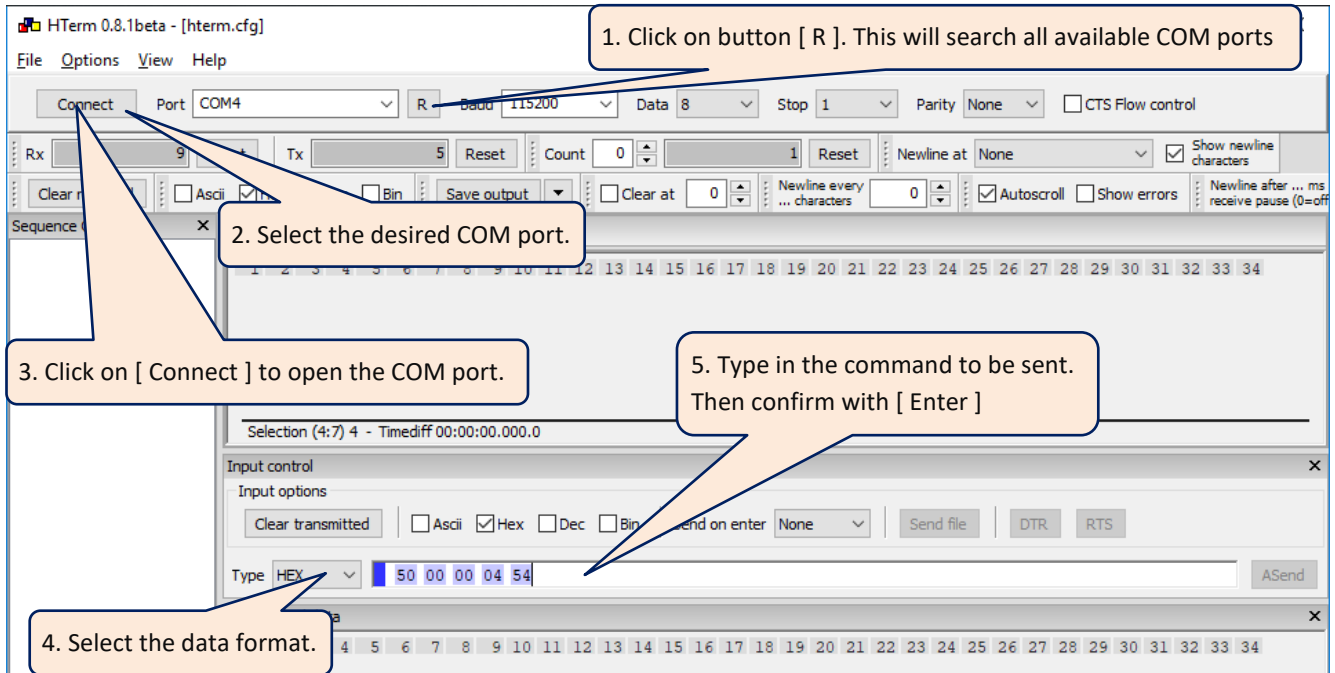 HTerm 0.8.1beta - [hterm.cfg]
1. Click on button [ R ]. This will search all available COM ports
File Options View Help
Connect Port COM4 R Baud 115200 Data 8 Stop 1 Parity None CTS Flow control
Rx 9 Tx 5 Reset Count 0 1 Reset Newline at None Show newline characters
Clear Ascii Bin Save output Clear at 0 Newline every ... characters 0 Autoscroll Show errors Newline after ... ms receive pause (0=off
Sequence
2. Select the desired COM port.
1 2 3 4 5 6 7 8 9 10 11 12 13 14 15 16 17 18 19 20 21 22 23 24 25 26 27 28 29 30 31 32 33 34
3. Click on [ Connect ] to open the COM port.
5. Type in the command to be sent.
Then confirm with [ Enter ]
Selection (4:7) 4 - Timediff 00:00:00.000.0
Input control
Input options
Clear transmitted Ascii Hex Dec Bin on enter None Send file DTR RTS
Type HEX 50 00 00 04 54 ASend
4. Select the data format.
4 5 6 7 8 9 10 11 12 13 14 15 16 17 18 19 20 21 22 23 24 25 26 27 28 29 30 31 32 33 34